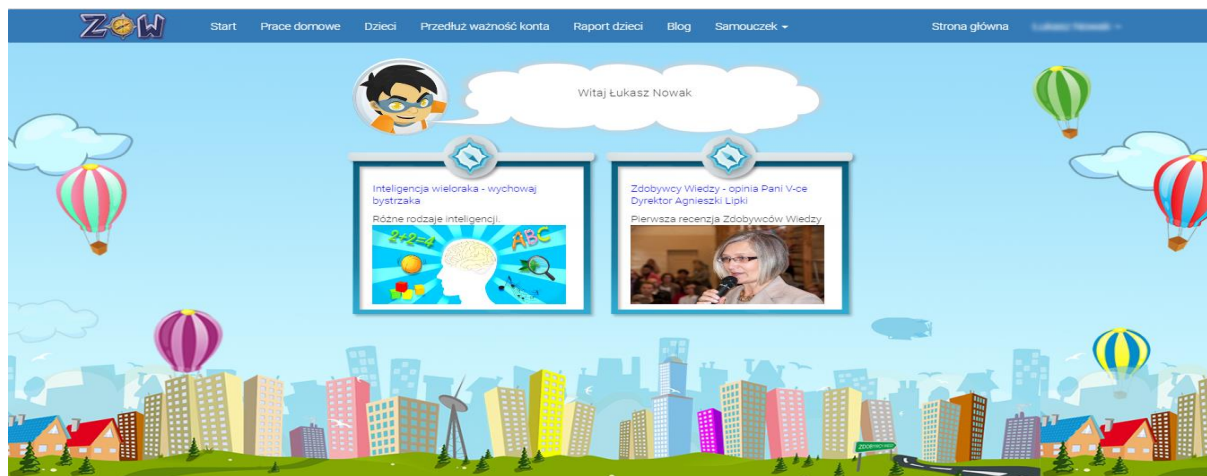 ZOW
Start Prace domowe Dzieci Przedłuż ważność konta Raport dzieci Blog Samouczek Strona główna Łukasz Nowak
Witaj Łukasz Nowak
Inteligencja wieloraka - wychowaj
bystrzaka
Różne rodzaje inteligencji.
2+2=4
ABC
Zdobywcy Wiedzy - opinia Pani V-ce
Dyrektor Agnieszki Lipki
Pierwsza recenzja Zdobywców Wiedzy